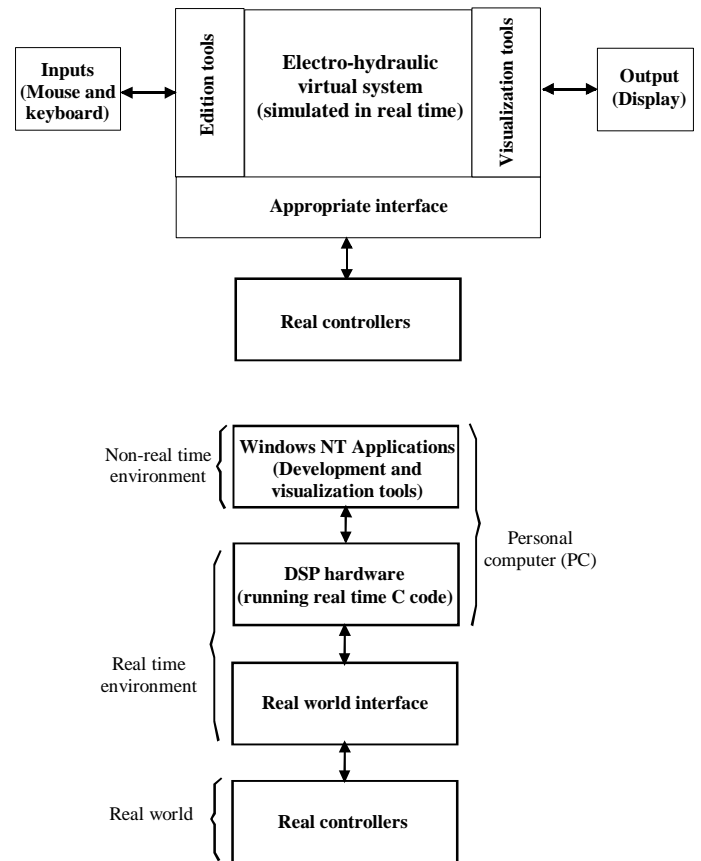 Inputs
(Mouse and
keyboard)
Edition tools
Electro-hydraulic
virtual system
(simulated in real time)
Visualization tools
Output
(Display)
Appropriate interface
Real controllers
Non-real time
environment
Windows NT Applications
(Development and
visualization tools)
Personal
computer (PC)
DSP hardware
(running real time C code)
Real time
environment
Real world interface
Real world
Real controllers